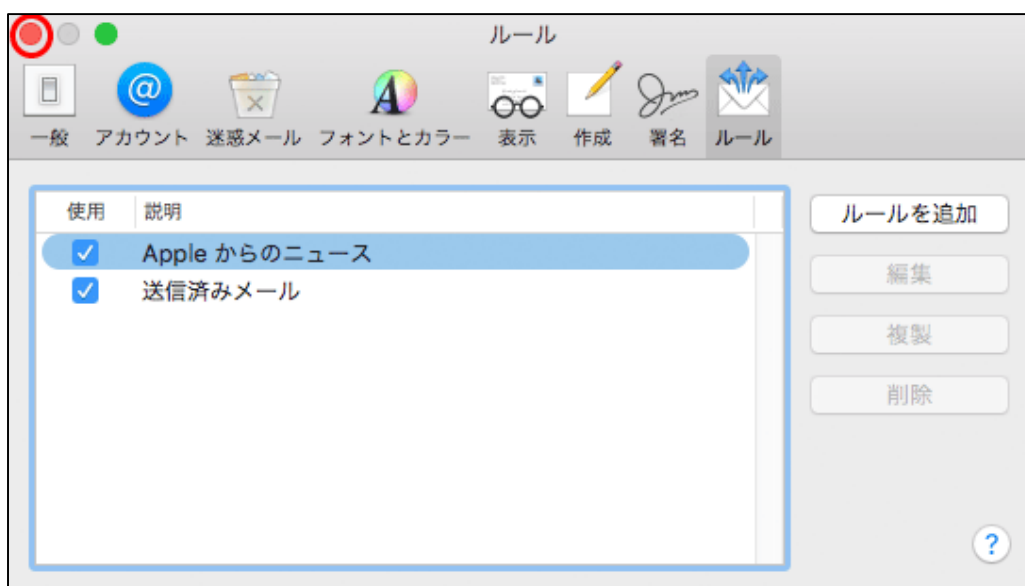 ルール
一般 アカウント 迷惑メール フォントとカラー 表示 作成 署名 ルール
使用 説明 ルールを追加
Apple からのニュース
編集
送信済みメール
複製
削除
?